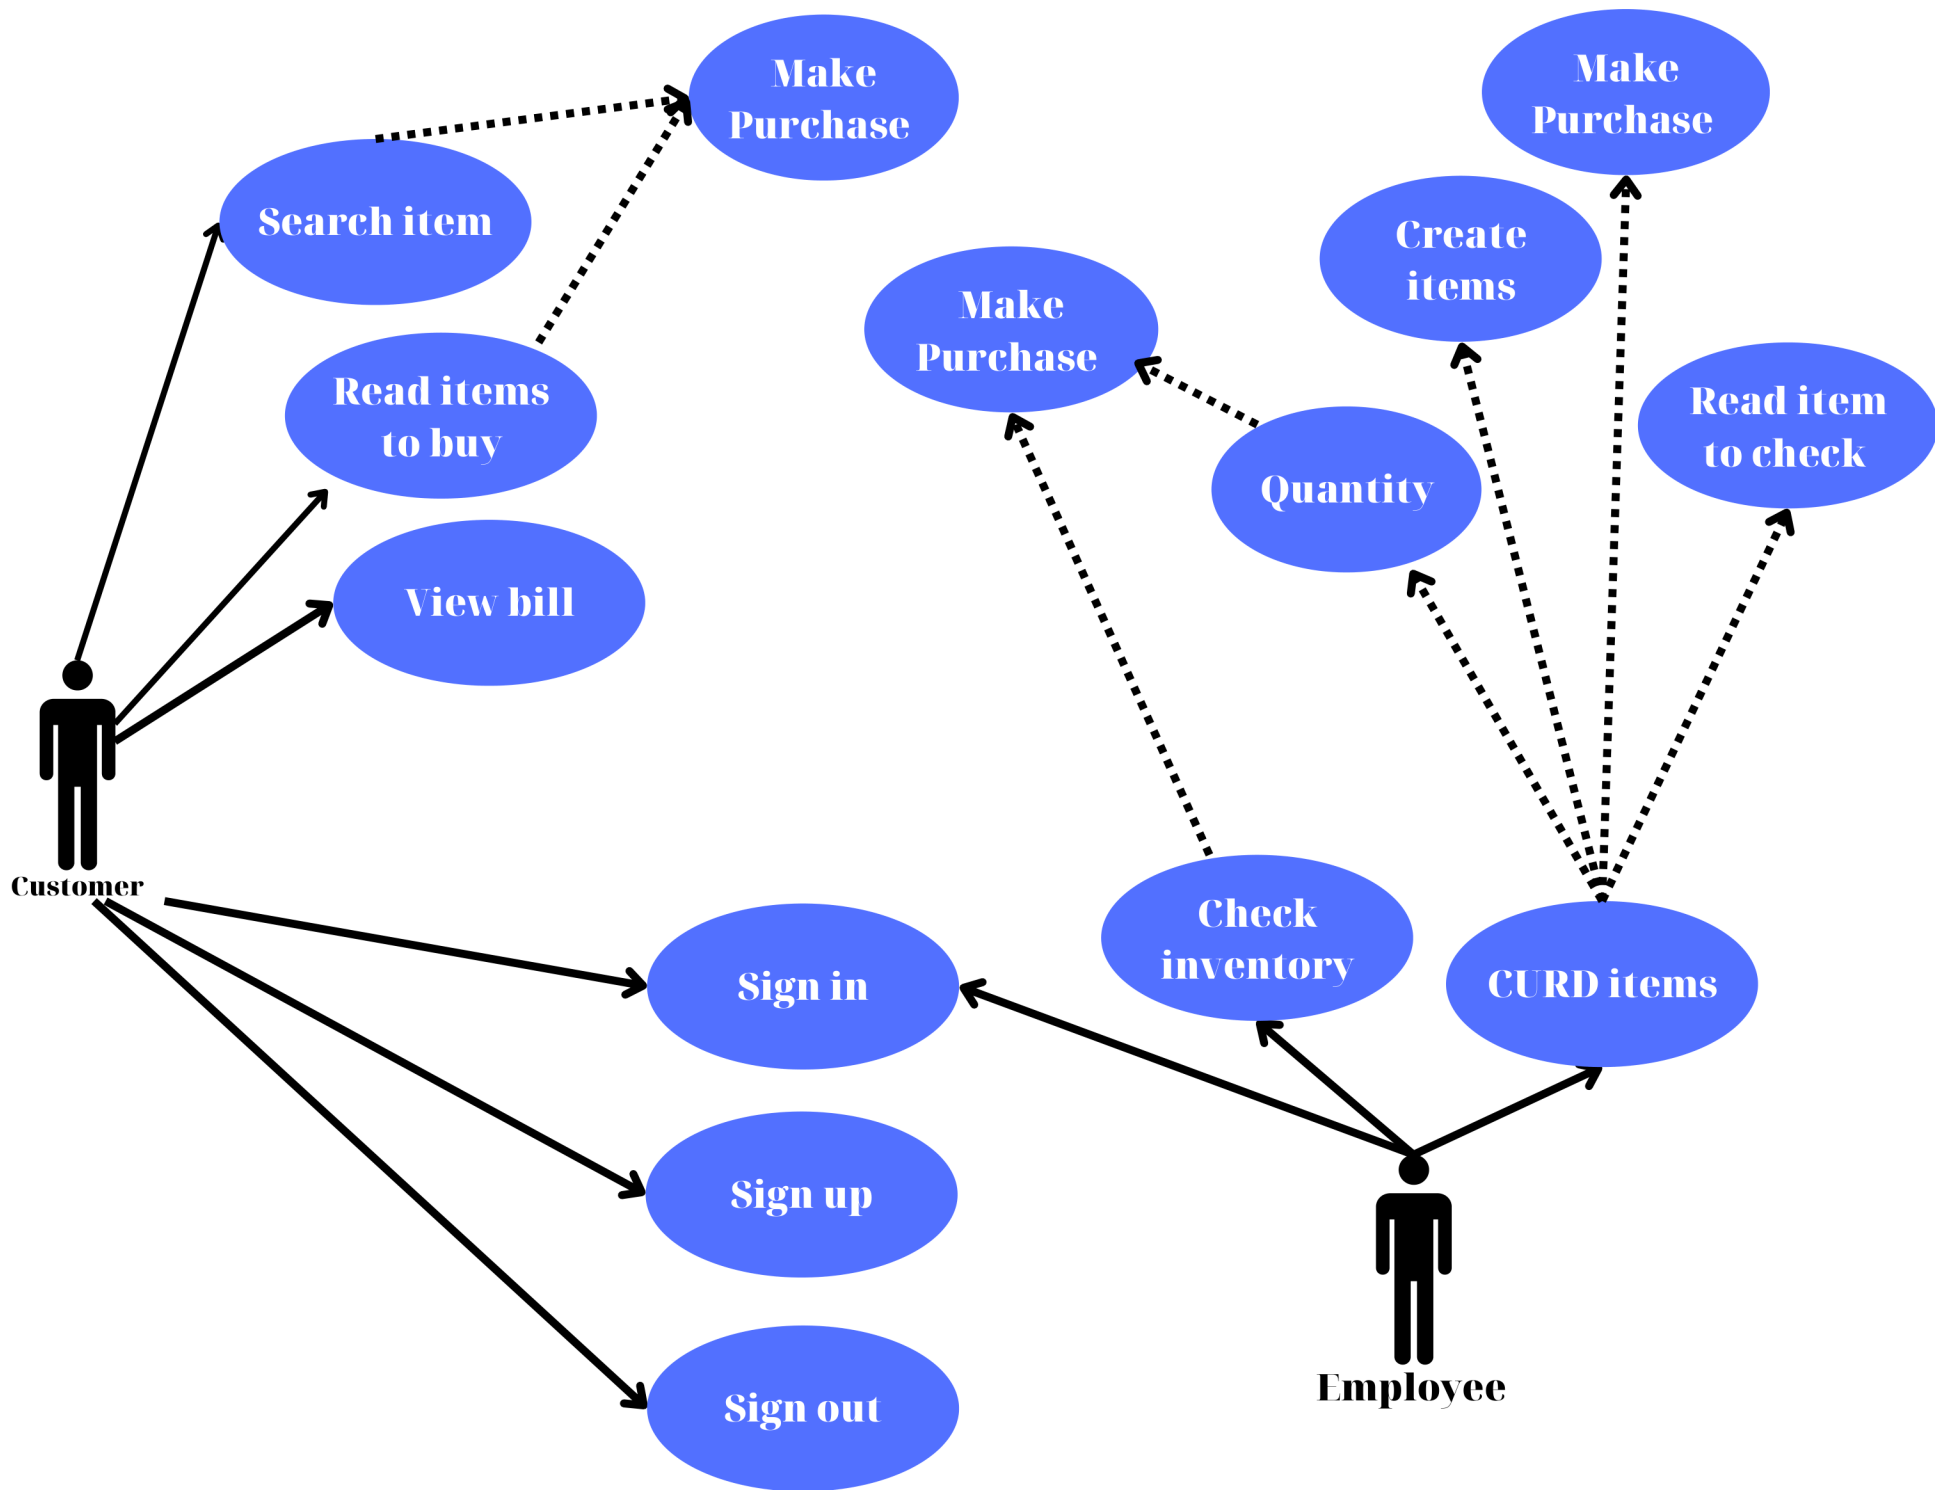 Make
Purchase
Make
Purchase
Search item
Create
items
Make
Purchase
Read items
to buy
Read item
to check
Quantity
View bill
Customer
Check
inventory
Sign in
CURD items
Sign up
Employee
Sign out